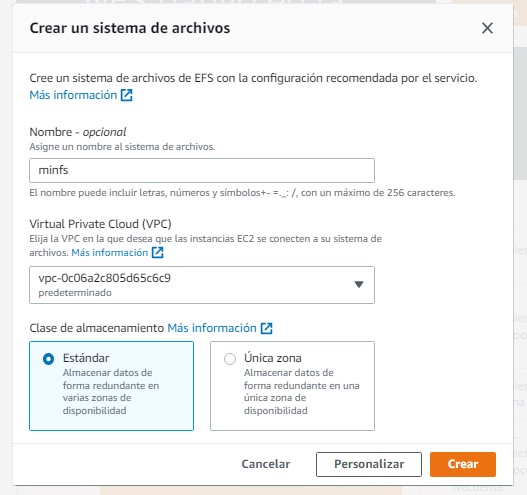 Crear un sistema de archivos
Cree un sistema de archivos de EFS con la configuración recomendada por el servicio.
Más información
Nombre - opcional
Asigne un nombre al sistema de archivos.
minfs
El nombre puede incluir letras, números y símbolos+- =._: /, con un máximo de 256 caracteres.
Virtual Private Cloud (VPC)
Elija la VPC en la que desea que las instancias EC2 se conecten a su sistema de
archivos. Más información
vpc-0c06a2c805d65c6c9
predeterminado
Clase de almacenamiento Más información
Estándar
Almacenar datos de
forma redundante en
varias zonas de
disponibilidad
Única zona
Almacenar datos de
forma redundante en una
única zona de
disponibilidad
Cancelar
Personalizar
Crear